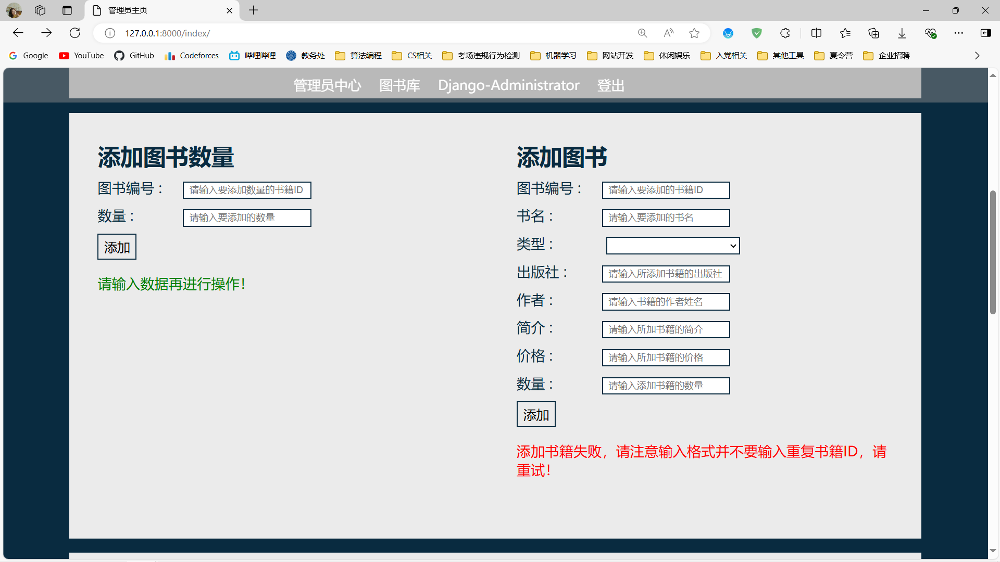 管理员主页
127.0.0.1:8000/index/
Google YouTube GitHub Codeforces 哔哩哔哩 教务处 算法编程 CS相关 考场违规行为检测 机器学习 网站开发 休闲娱乐 入党相关 其他工具 夏令营 企业招聘
管理员中心 图书库 Django-Administrator 登出
添加图书数量
图书编号： 请输入要添加数量的书籍ID
数量： 请输入要添加的数量
添加
请输入数据再进行操作！
添加图书
图书编号： 请输入要添加的书籍ID
书名： 请输入要添加的书名
类型：
出版社： 请输入所添加书籍的出版社
作者： 请输入书籍的作者姓名
简介： 请输入所加书籍的简介
价格： 请输入所加书籍的价格
数量： 请输入添加书籍的数量
添加
添加书籍失败，请注意输入格式并不要输入重复书籍ID，请
重试！